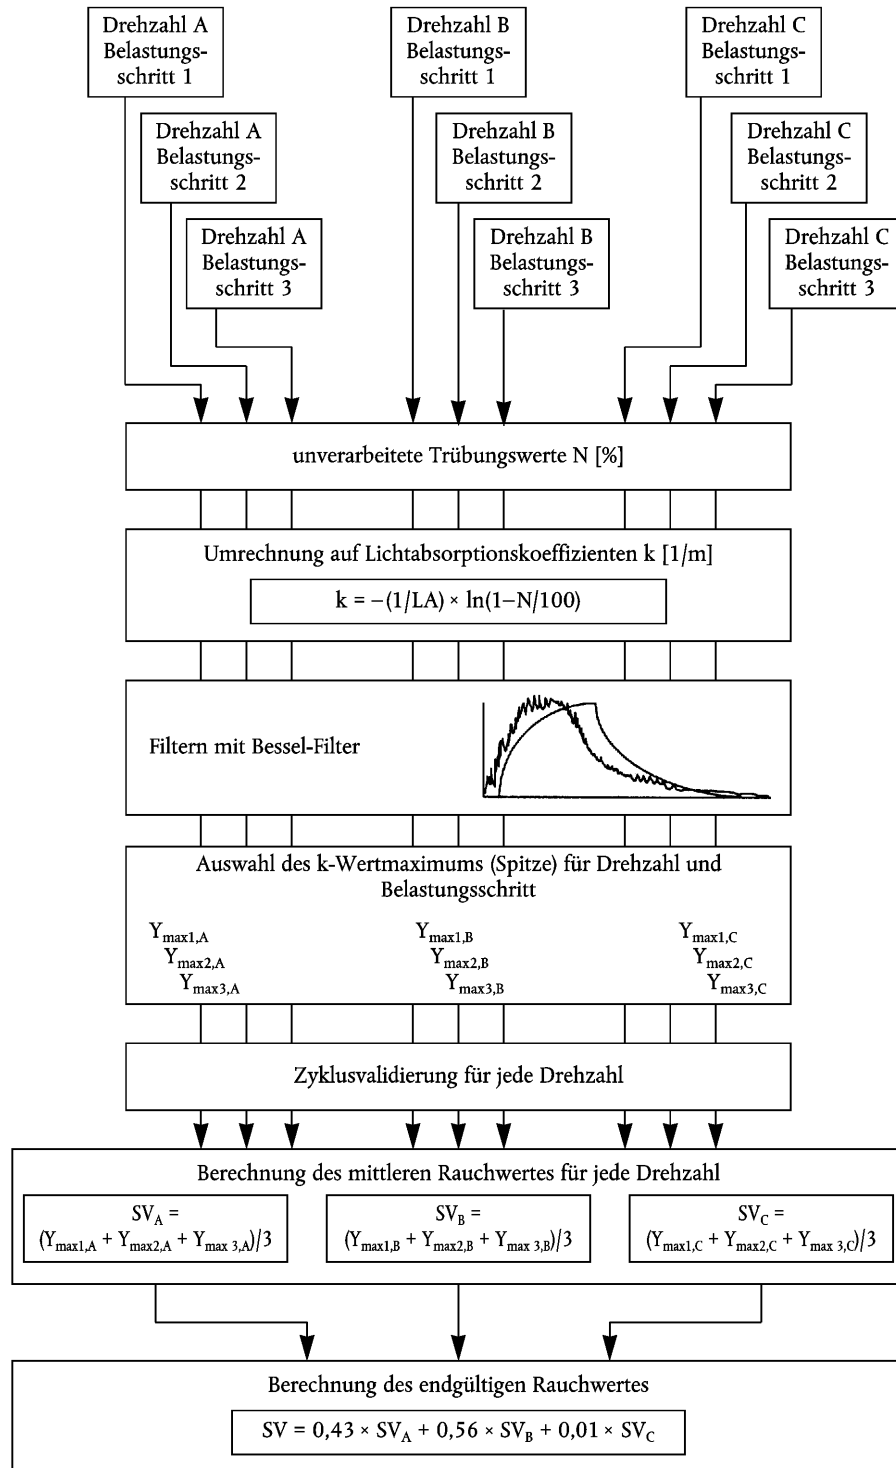 Drehzahl A
Belastungs-
schritt 1
Drehzahl B
Belastungs-
schritt 1
Drehzahl C
Belastungs-
schritt 1
Drehzahl A
Belastungs-
schritt 2
Drehzahl B
Belastungs-
schritt 2
Drehzahl C
Belastungs-
schritt 2
Drehzahl A
Belastungs-
schritt 3
Drehzahl B
Belastungs-
schritt 3
Drehzahl C
Belastungs-
schritt 3
unverarbeitete Trübungswerte N [%]
Umrechnung auf Lichtabsorptionskoeffizienten k [1/m]
k = −(1/LA) × ln(1−N/100)
Filtern mit Bessel-Filter
Auswahl des k-Wertmaximums (Spitze) für Drehzahl und
Belastungsschritt
Ymax1,A
Ymax2,A
Ymax3,A
Ymax1,B
Ymax2,B
Ymax3,B
Ymax1,C
Ymax2,C
Ymax3,C
Zyklusvalidierung für jede Drehzahl
Berechnung des mittleren Rauchwertes für jede Drehzahl
SVA =
(Ymax1,A + Ymax2,A + Ymax 3,A)/3
SVB =
(Ymax1,B + Ymax2,B + Ymax 3,B)/3
SVC =
(Ymax1,C + Ymax2,C + Ymax 3,C)/3
Berechnung des endgültigen Rauchwertes
SV = 0,43 × SVA + 0,56 × SVB + 0,01 × SVC